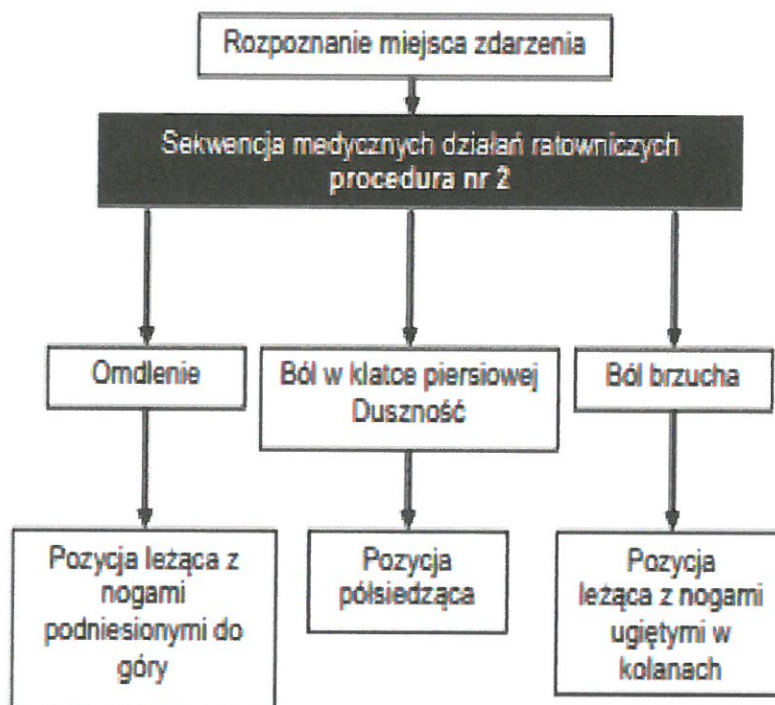 Rozpoznanie miejsca zdarzenia
Sekwencja medycznych działań ratowniczych
procedura nr 2
Omdlenie
Ból w klatce piersiowej
Duszność
Ból brzucha
Pozycja leżąca z
nogami
podniesionymi do
góry
Pozycja
półsiedząca
Pozycja
leżąca z nogami
ugiętymi w
kolanach